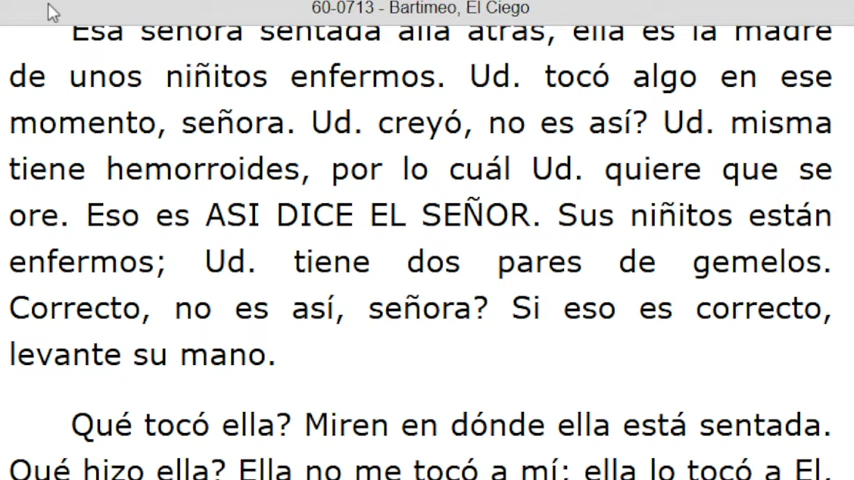 60-0713 - Bartimeo, El Ciego
Esa señora sentada allá atrás, ella es la madre
de unos niñitos enfermos. Ud. tocó algo en ese
momento, señora. Ud. creyó, no es así? Ud. misma
tiene hemorroides, por lo cuál Ud. quiere que se
ore. Eso es ASI DICE EL SEÑOR. Sus niñitos están
enfermos; Ud. tiene dos pares de gemelos.
Correcto, no es así, señora? Si eso es correcto,
levante su mano.
Qué tocó ella? Miren en dónde ella está sentada.
Qué hizo ella? Ella no me tocó a mí; ella lo tocó a El,